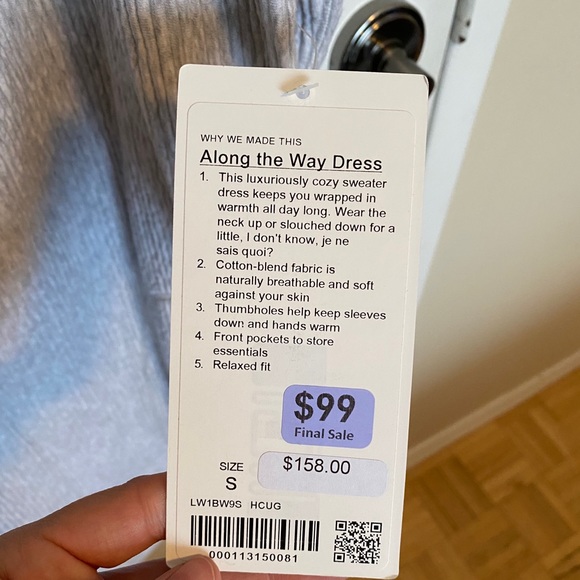 WHY WE MADE THIS
Along the Way Dress
1. This luxuriously cozy sweater
dress keeps you wrapped in
warmth all day long. Wear the
neck up or slouched down for a
little, I don't know, je ne
sais quoi?
2. Cotton-blend fabric is
naturally breathable and soft
against your skin
3. Thumbholes help keep sleeves
down and hands warm
4. Front pockets to store
essentials
5. Relaxed fit
$99
Final Sale
SIZE
S
$158.00
LW1BW9S HCUG
000113150081